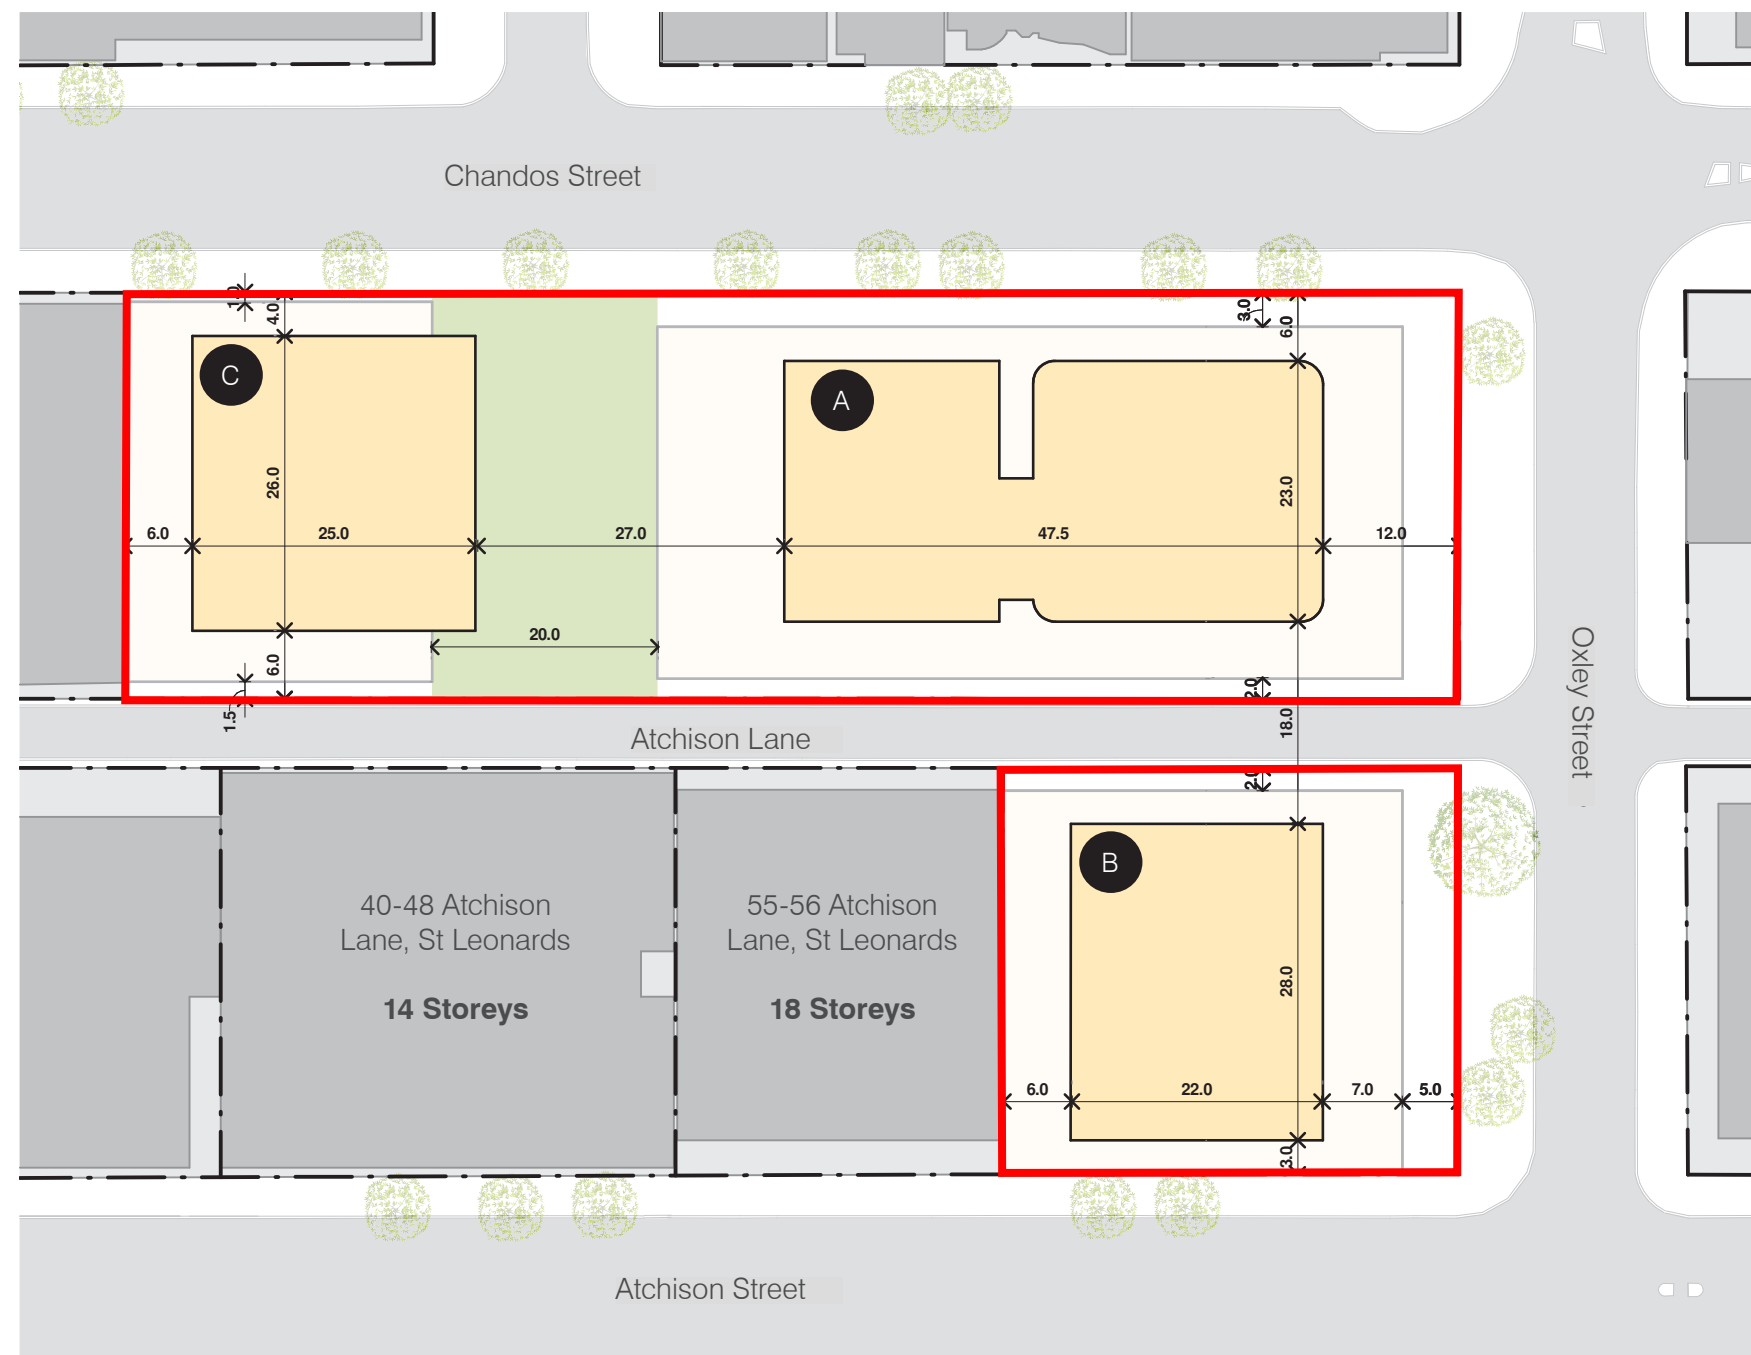 Chandos Street
1.0
4.0
3.0
6.0
C
A
26.0
23.0
6.0
25.0
27.0
47.5
12.0
20.0
6.0
2.0
1.5
18.0
Atchison Lane
Oxley Street
2.0
B
40-48 Atchison
Lane, St Leonards
14 Storeys
55-56 Atchison
Lane, St Leonards
18 Storeys
28.0
6.0
22.0
7.0
5.0
3.0
Atchison Street